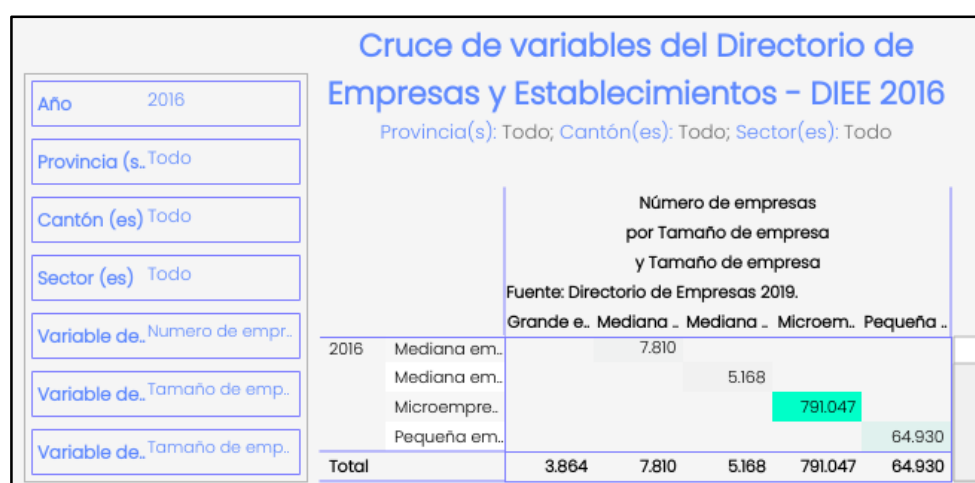 Cruce de variables del Directorio de
Empresas y Establecimientos - DIEE 2016
Provincia(s): Todo; Cantón(es): Todo; Sector(es): Todo
Año 2016
Provincia (s.. Todo
Cantón (es) Todo
Sector (es) Todo
Variable de.. Numero de empr..
Variable de.. Tamaño de emp..
Variable de.. Tamaño de emp..
Número de empresas
por Tamaño de empresa
y Tamaño de empresa
Fuente: Directorio de Empresas 2019.
Grande e.. Mediana .. Mediana .. Microem.. Pequeña ..
2016 Mediana em.. 7.810
Mediana em.. 5.168
Microempre.. 791.047
Pequeña em.. 64.930
Total 3.864 7.810 5.168 791.047 64.930